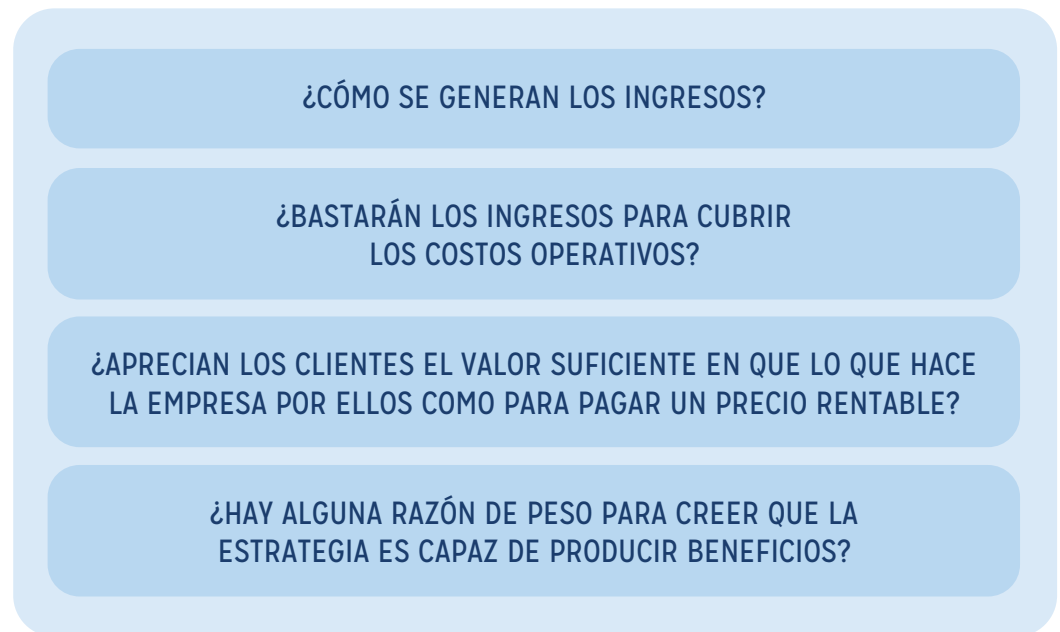 ¿CÓMO SE GENERAN LOS INGRESOS?
¿BASTARÁN LOS INGRESOS PARA CUBRIR
LOS COSTOS OPERATIVOS?
¿APRECIAN LOS CLIENTES EL VALOR SUFICIENTE EN QUE LO QUE HACE
LA EMPRESA POR ELLOS COMO PARA PAGAR UN PRECIO RENTABLE?
¿HAY ALGUNA RAZÓN DE PESO PARA CREER QUE LA
ESTRATEGIA ES CAPAZ DE PRODUCIR BENEFICIOS?